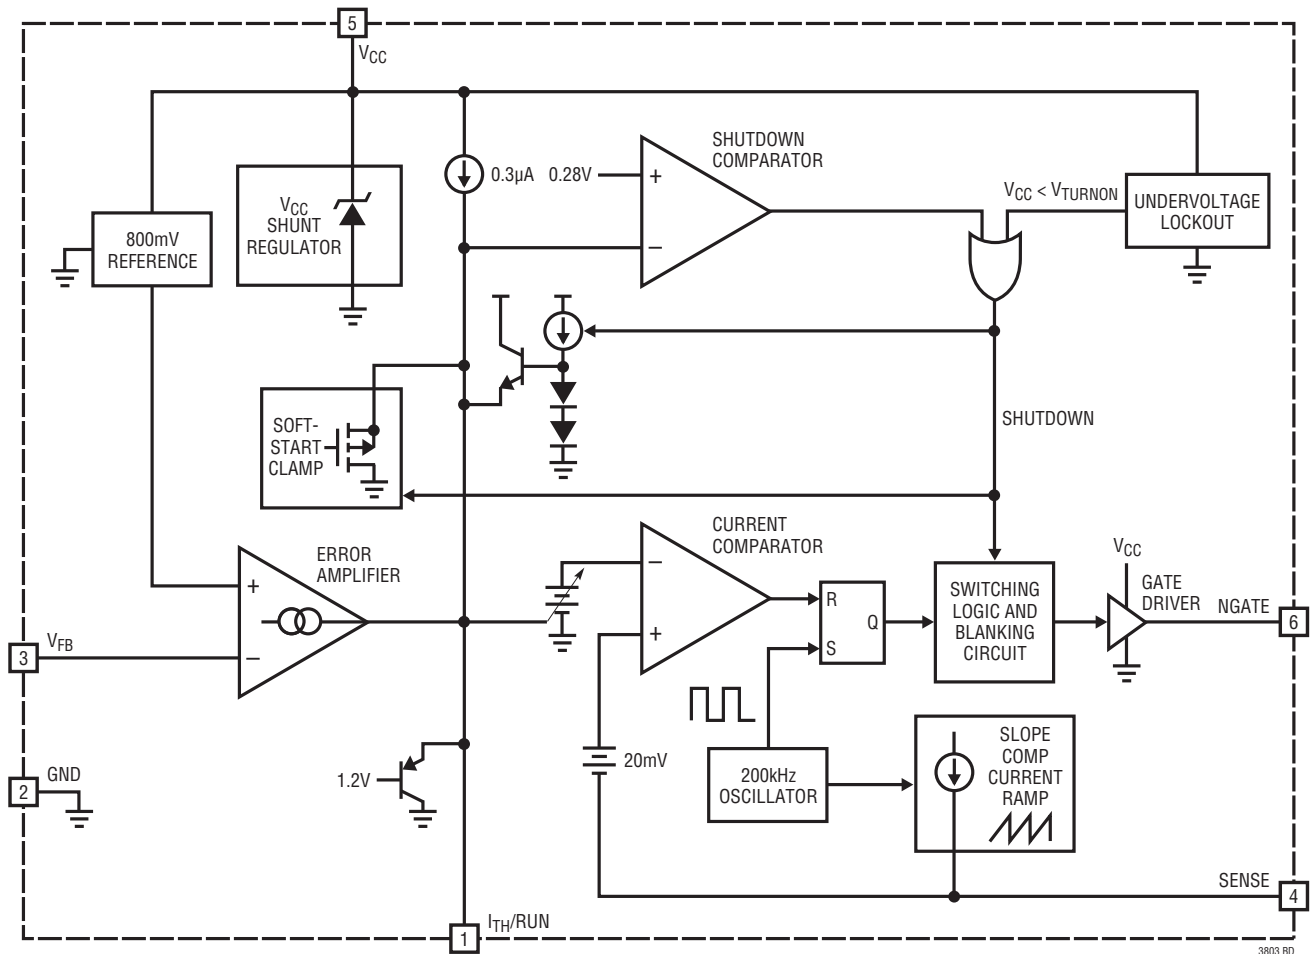 5
VCC
SHUTDOWN
COMPARATOR
0.3µA
0.28V
+
–
VCC < VTURNON
UNDERVOLTAGE
LOCKOUT
VCC
SHUNT
REGULATOR
800mV
REFERENCE
SOFT-
START
CLAMP
SHUTDOWN
ERROR
AMPLIFIER
+
–
CURRENT
COMPARATOR
–
+
R
S
Q
SWITCHING
LOGIC AND
BLANKING
CIRCUIT
VCC
GATE
DRIVER
NGATE
6
3
VFB
2
GND
1.2V
20mV
200kHz
OSCILLATOR
SLOPE
COMP
CURRENT
RAMP
SENSE
4
1
ITH/RUN
3803 BD